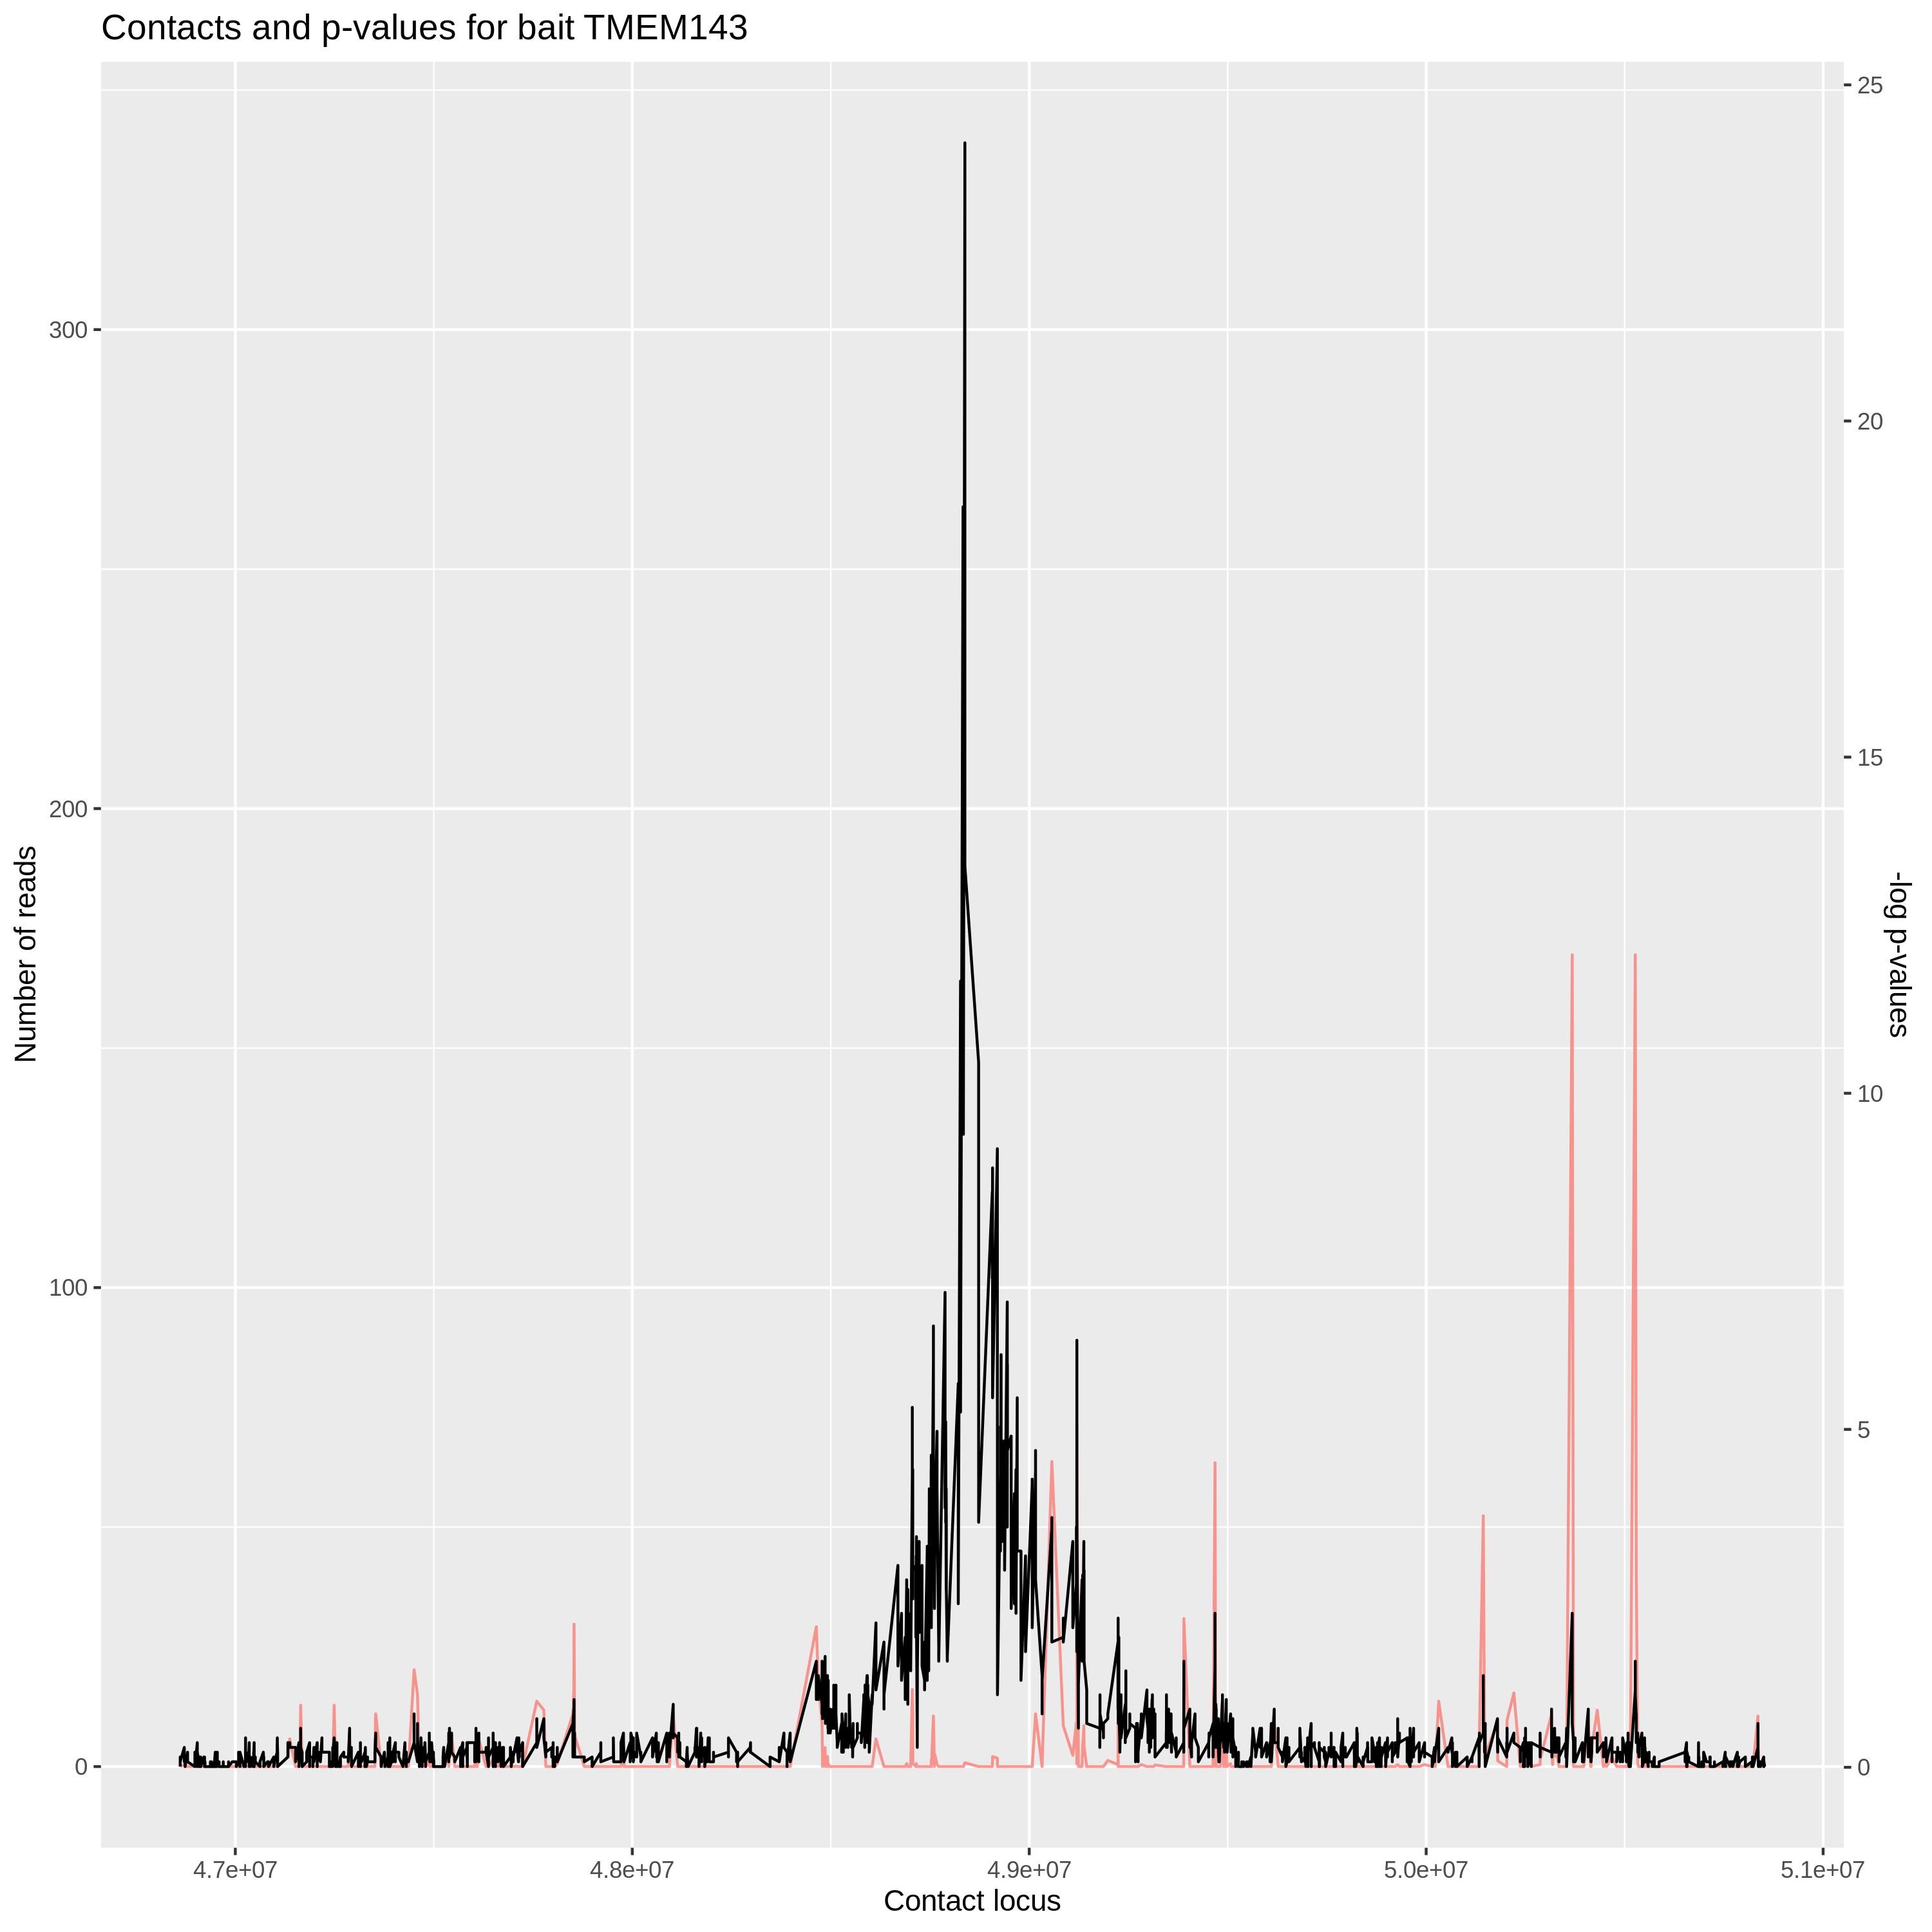 Contacts and p-values for bait TMEM143
Number of reads
300
200
100
0
25
20
15
10
5
0
-log p-values
4.7e+07
4.8e+07
4.9e+07
5.0e+07
5.1e+07
Contact locus